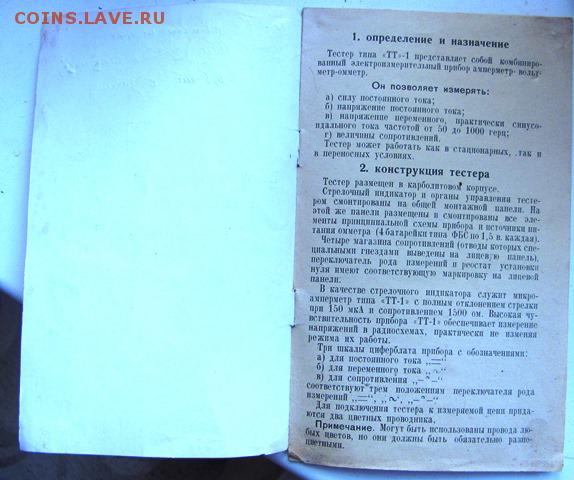 COINS.LAVE.RU
1. определение и назначение
Тестер типа «ТТ»-1 представляет собой комбиниро-
ванный электроизмерительный прибор амперметр- вольт-
метр-омметр.
Он позволяет измерять:
а) силу постоянного тока;
б) напряжение постоянного тока;
в) напряжение переменного, практически синусо-
идального тока частотой от 50 до 1000 герц;
г) величины сопротивлений.
Тестер может работать как в стационарных, так и
в переносных условиях.
2. конструкция тестера
Тестер размещен в карболитовом корпусе.
Стрелочный индикатор и органы управления тесте-
ром смонтированы на общей монтажной панели. На
этой же панели размещены и смонтированы все эле-
менты принципиальной схемы прибора и источники пи-
тания омметра (4 батарейки типа ФБС по 1,5 в. каждая).
Четыре магазина сопротивлений (отводы которых спе-
циальными гнездами выведены на лицевую панель),
переключатель рода измерений и реостат установки
нуля имеют соответствующую маркировку на лицевой
панели.
В качестве стрелочного индикатора служит микро-
амперметр типа «ТТ-1» с полным отклонением стрелки
при 150 мкА и сопротивлением 1500 ом. Высокая чу-
вствительность прибора «ТТ-1» обеспечивает измерение
напряжений в радиосхемах, практически не изменяя
режима их работы.
Три шкалы циферблата прибора с обозначениями:
а) для постоянного тока „=“
б) для переменного тока „~“
в) для сопротивления „−~−“
соответствуют трем положениям переключателя рода
измерений „=“, „~“, „−~−“
Для подключения тестера к измеряемой цепи прида-
ются два цветных проводника.
Примечание. Могут быть использованы провода лю-
бых цветов, но они должны быть обязательно разно-
цветными.